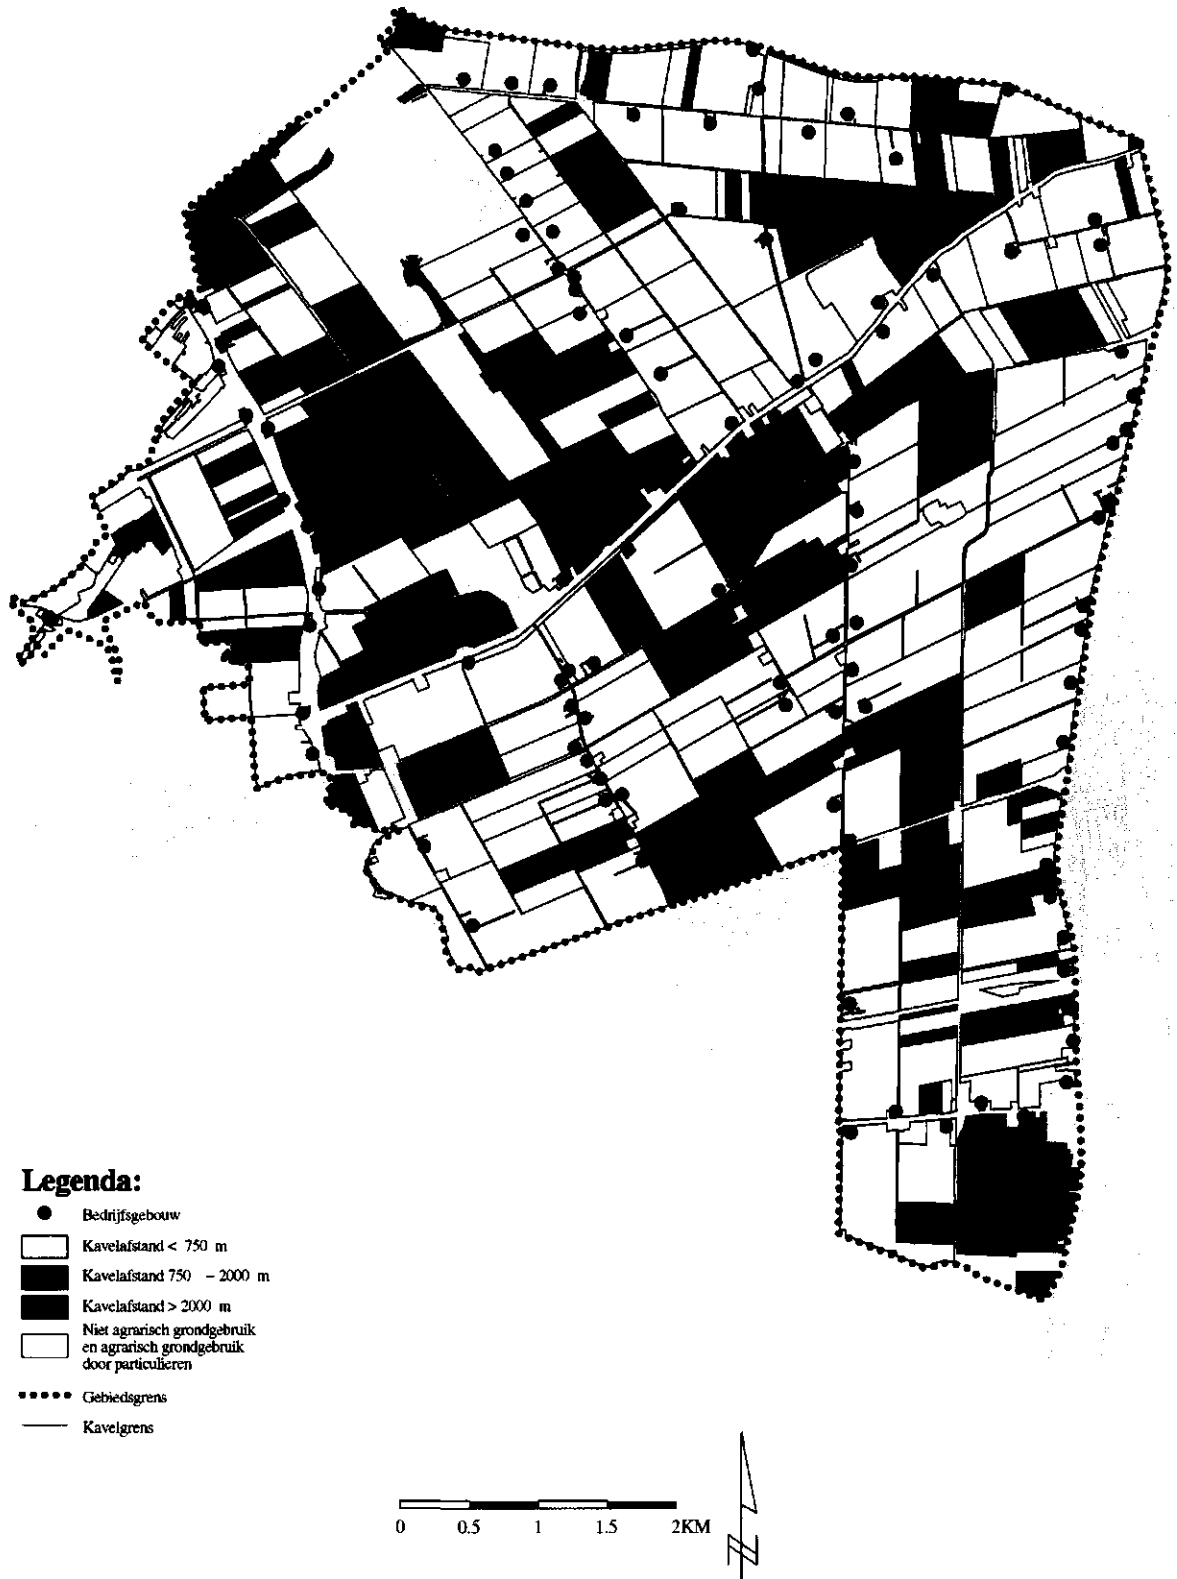 Legenda:
Bedrijfsgebouw
Kavelafstand < 750 m
Kavelafstand 750 – 2000 m
Kavelafstand > 2000 m
Niet agrarisch grondgebruik
en agrarisch grondgebruik
door particulieren
Gebiedsgrens
Kavelgrens
0 0.5 1 1.5 2KM
N